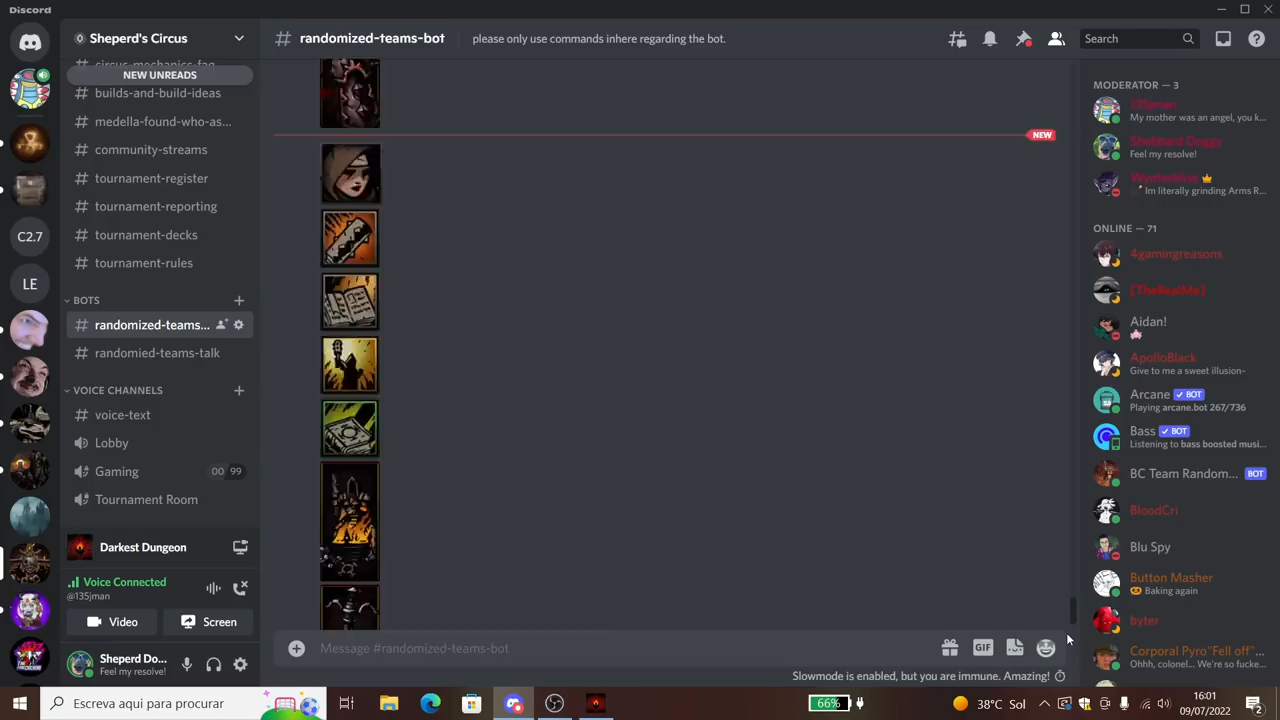 Discord
Sheperd's Circus
randomized-teams-bot
please only use commands inhere regarding the bot.
Search
NEW UNREADS
builds-and-build-ideas
medella-found-who-as...
community-streams
tournament-register
tournament-reporting
tournament-decks
tournament-rules
BOTS
randomized-teams...
randomied-teams-talk
VOICE CHANNELS
voice-text
Lobby
Gaming
00 99
Tournament Room
C2.7
LE
Darkest Dungeon
Voice Connected
@135jman
Video
Screen
Sheperd Do...
Feel my resolve!
NEW
Message #randomized-teams-bot
GIF
Slowmode is enabled, but you are immune. Amazing!
MODERATOR — 3
135jman
My mother was an angel, you k...
Shebbard Doggy
Feel my resolve!
Im literally grinding Arms R...
ONLINE — 71
4gamingreasons
[TheRealMe]
Aidan!
ApolloBlack
Give to me a sweet illusion~
Arcane
BOT
Playing arcane.bot 267/736
Bass
BOT
Listening to bass boosted musi...
BC Team Random...
BOT
BloodCri
Blu Spy
Button Masher
Baking again
byter
Corporal Pyro"Fell off"...
Ohhh, colonel... We're so fucke...
Escreva aqui para procurar
66%
38°C Sol
16:01
09/07/2022
2